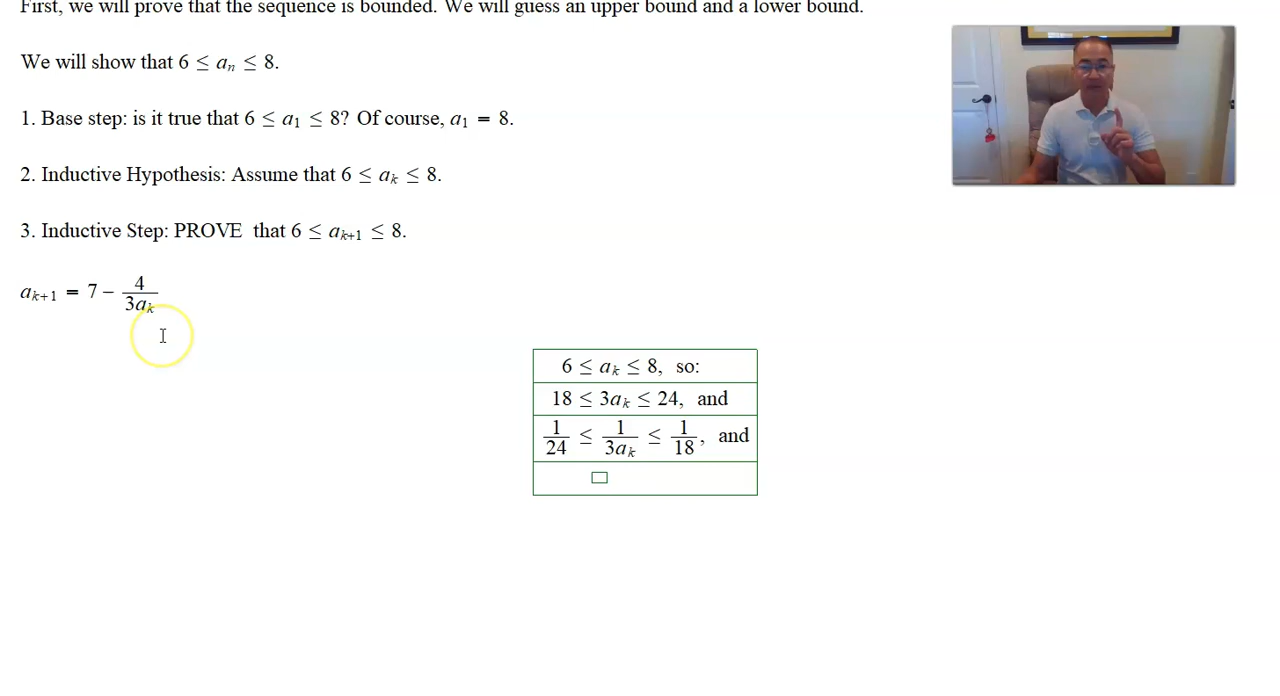 First, we will prove that the sequence is bounded. We will guess an upper bound and a lower bound.
We will show that 6 ≤ aₙ ≤ 8.
1. Base step: is it true that 6 ≤ a₁ ≤ 8? Of course, a₁ = 8.
2. Inductive Hypothesis: Assume that 6 ≤ aₖ ≤ 8.
3. Inductive Step: PROVE that 6 ≤ aₖ₊₁ ≤ 8.
aₖ₊₁ = 7 − 4/(3aₖ)
6 ≤ aₖ ≤ 8, so:
18 ≤ 3aₖ ≤ 24, and
1/24 ≤ 1/(3aₖ) ≤ 1/18, and